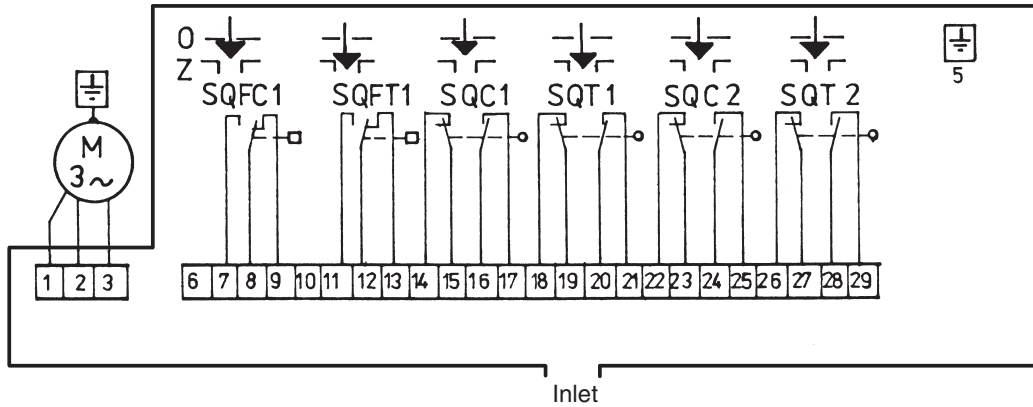 O
Z
SQFC1 SQFT1 SQC1 SQT1 SQC2 SQT2
5
M
3~
1 2 3 6 7 8 9 10 11 12 13 14 15 16 17 18 19 20 21 22 23 24 25 26 27 28 29
Inlet